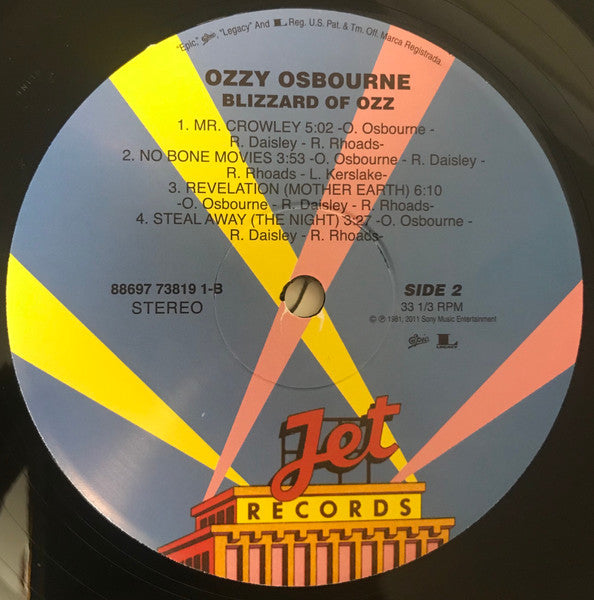 "Epic," Epic, "Legacy" And L Reg. U.S. Pat. & Tm. Off. Marca Registrada.
OZZY OSBOURNE
BLIZZARD OF OZZ
1. MR. CROWLEY 5:02 -O. Osbourne -
R. Daisley - R. Rhoads-
2. NO BONE MOVIES 3:53 -O. Osbourne - R. Daisley -
R. Rhoads - L. Kerslake-
3. REVELATION (MOTHER EARTH) 6:10
-O. Osbourne - R. Daisley - R. Rhoads-
4. STEAL AWAY (THE NIGHT) 3:27 -O. Osbourne -
R. Daisley - R. Rhoads-
88697 73819 1-B
STEREO
SIDE 2
33 1/3 RPM
© ℗ 1981, 2011 Sony Music Entertainment
Epic L LEGACY
Jet
RECORDS